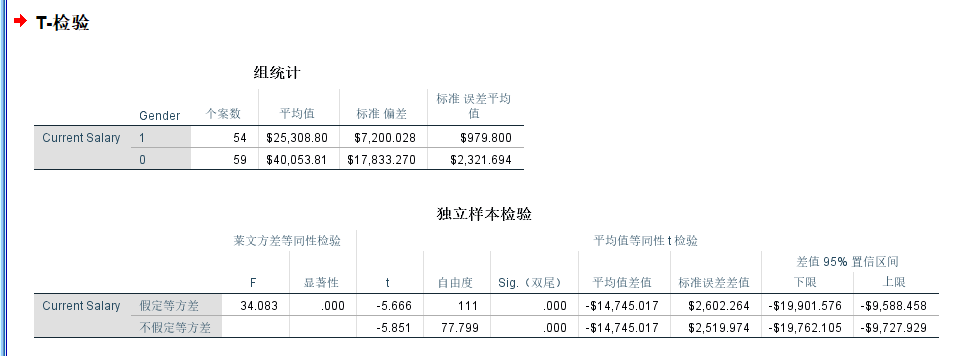 T-检验
组统计
Gender 个案数 平均值 标准 偏差 标准 误差平均值
Current Salary 1 54 $25,308.80 $7,200.028 $979.800
0 59 $40,053.81 $17,833.270 $2,321.694
独立样本检验
莱文方差等同性检验 平均值等同性 t 检验
差值 95% 置信区间
F 显著性 t 自由度 Sig.（双尾） 平均值差值 标准误差差值 下限 上限
Current Salary 假定等方差 34.083 .000 -5.666 111 .000 -$14,745.017 $2,602.264 -$19,901.576 -$9,588.458
不假定等方差 -5.851 77.799 .000 -$14,745.017 $2,519.974 -$19,762.105 -$9,727.929